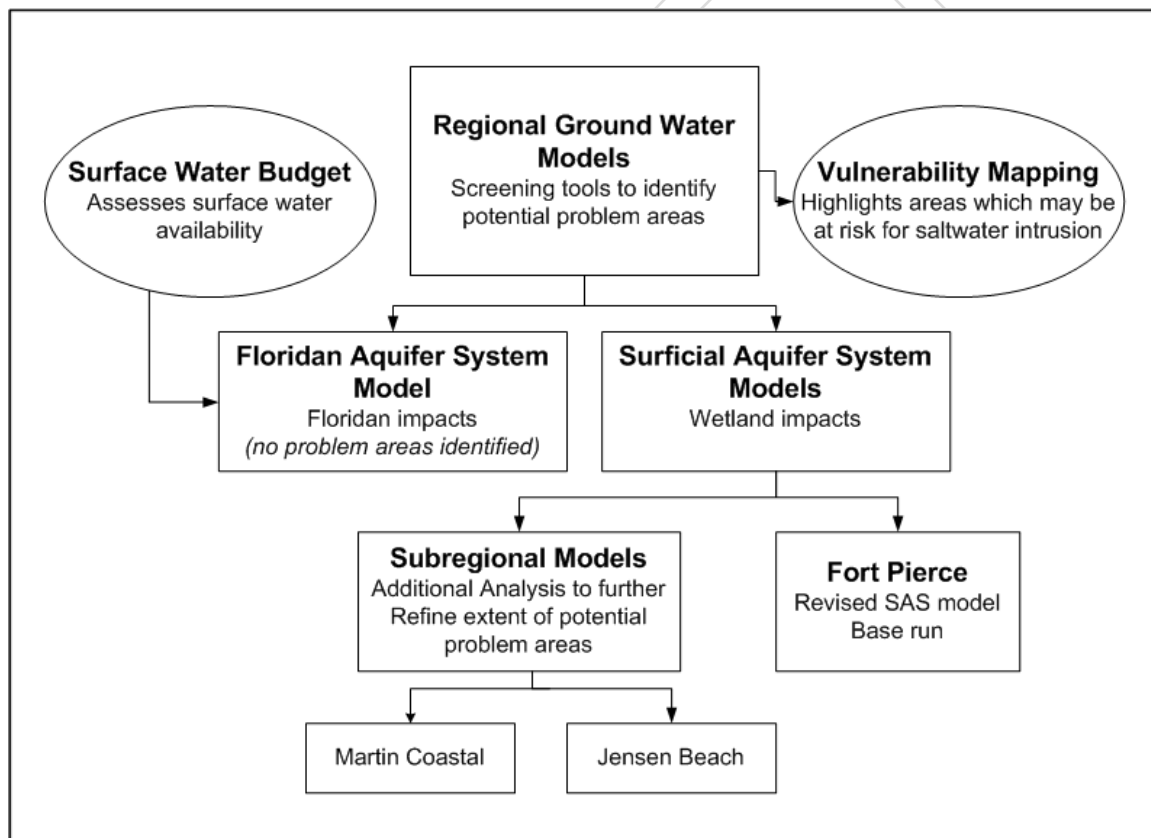 Regional Ground Water
Models
Screening tools to identify
potential problem areas
Surface Water Budget
Assesses surface water
availability
Vulnerability Mapping
Highlights areas which may be
at risk for saltwater intrusion
Floridan Aquifer System
Model
Floridan impacts
(no problem areas identified)
Surficial Aquifer System
Models
Wetland impacts
Subregional Models
Additional Analysis to further
Refine extent of potential
problem areas
Fort Pierce
Revised SAS model
Base run
Martin Coastal
Jensen Beach